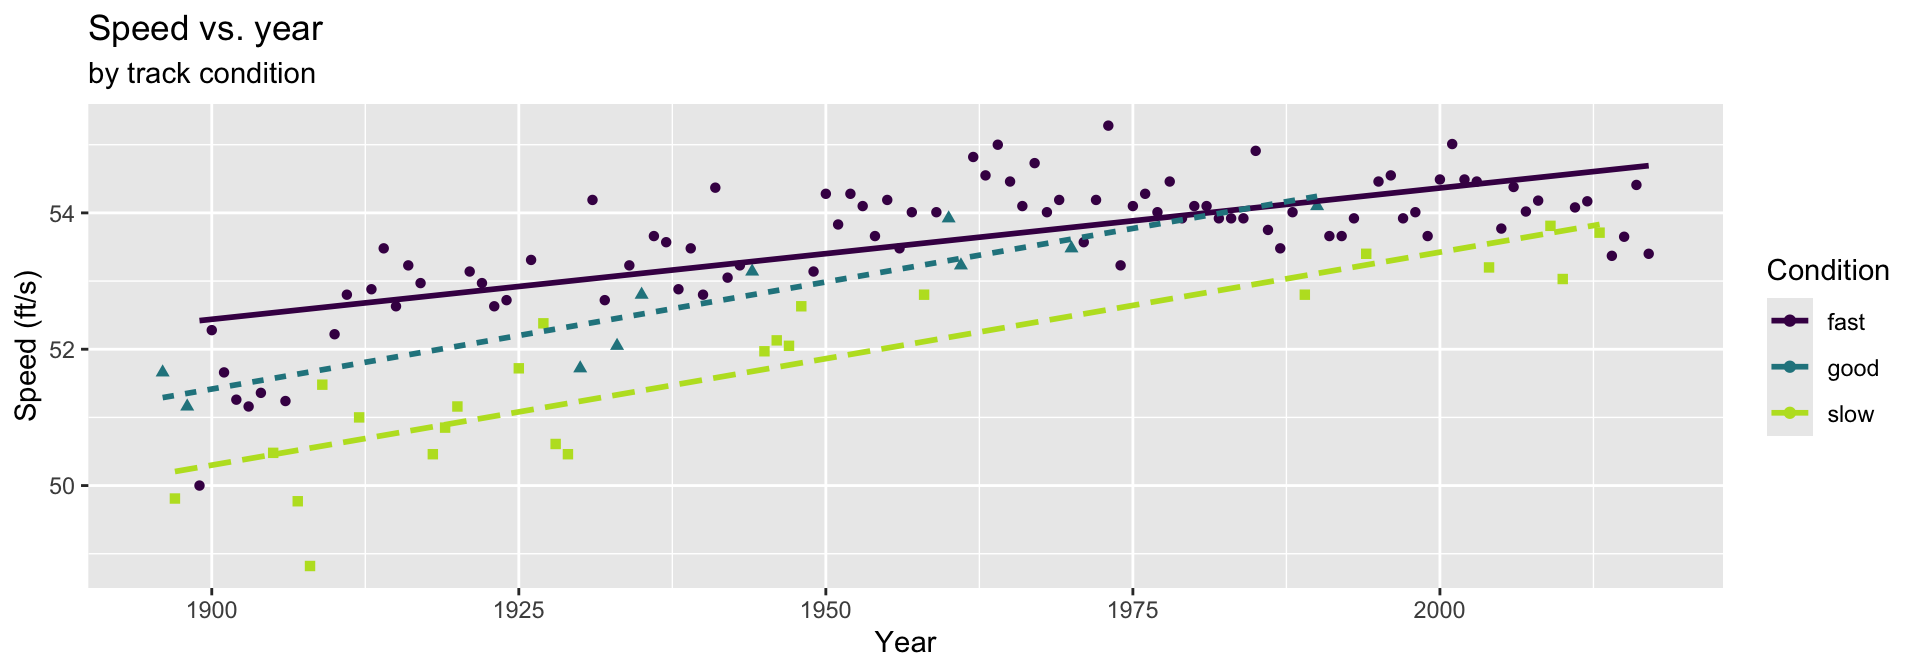 Speed vs. year
by track condition
Speed (ft/s)
54
52
50
1900 1925 1950 1975 2000
Year
Condition
fast
good
slow